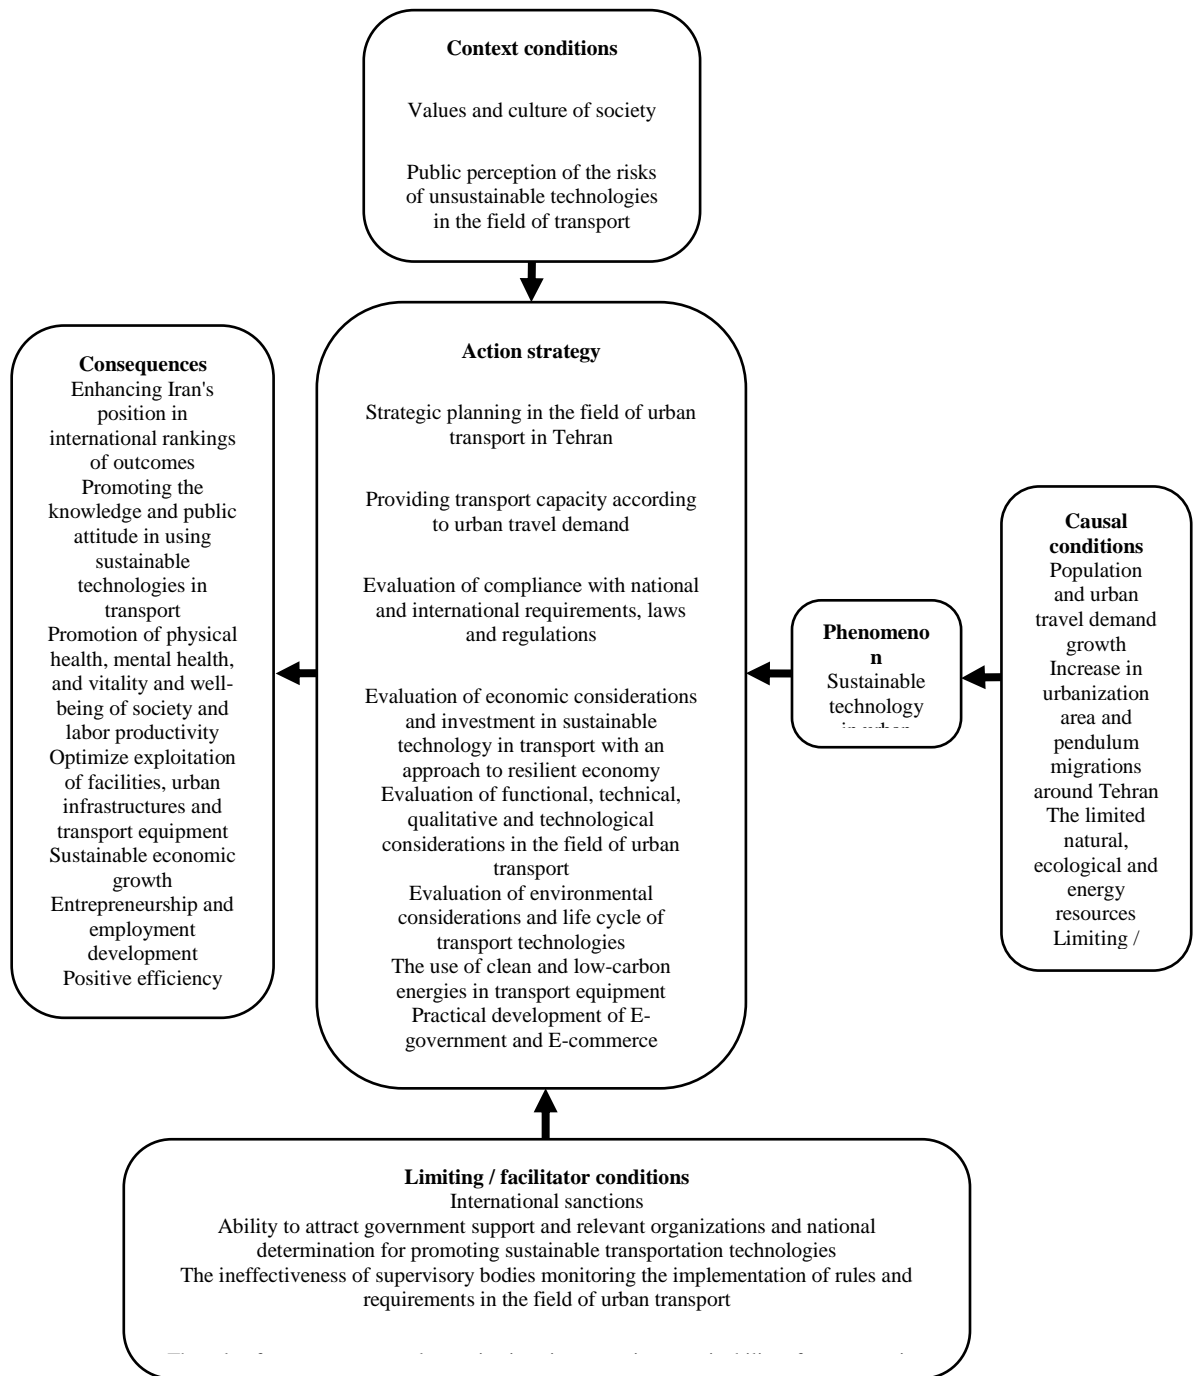 Context conditions
Values and culture of society
Public perception of the risks
of unsustainable technologies
in the field of transport
Consequences
Enhancing Iran's
position in
international rankings
of outcomes
Promoting the
knowledge and public
attitude in using
sustainable
technologies in
transport
Promotion of physical
health, mental health,
and vitality and well-
being of society and
labor productivity
Optimize exploitation
of facilities, urban
infrastructures and
transport equipment
Sustainable economic
growth
Entrepreneurship and
employment
development
Positive efficiency
Action strategy
Strategic planning in the field of urban
transport in Tehran
Providing transport capacity according
to urban travel demand
Evaluation of compliance with national
and international requirements, laws
and regulations
Evaluation of economic considerations
and investment in sustainable
technology in transport with an
approach to resilient economy
Evaluation of functional, technical,
qualitative and technological
considerations in the field of urban
transport
Evaluation of environmental
considerations and life cycle of
transport technologies
The use of clean and low-carbon
energies in transport equipment
Practical development of E-
government and E-commerce
Phenomeno
n
Sustainable
technology
in urban
Causal
conditions
Population
and urban
travel demand
growth
Increase in
urbanization
area and
pendulum
migrations
around Tehran
The limited
natural,
ecological and
energy
resources
Limiting /
Limiting / facilitator conditions
International sanctions
Ability to attract government support and relevant organizations and national
determination for promoting sustainable transportation technologies
The ineffectiveness of supervisory bodies monitoring the implementation of rules and
requirements in the field of urban transport